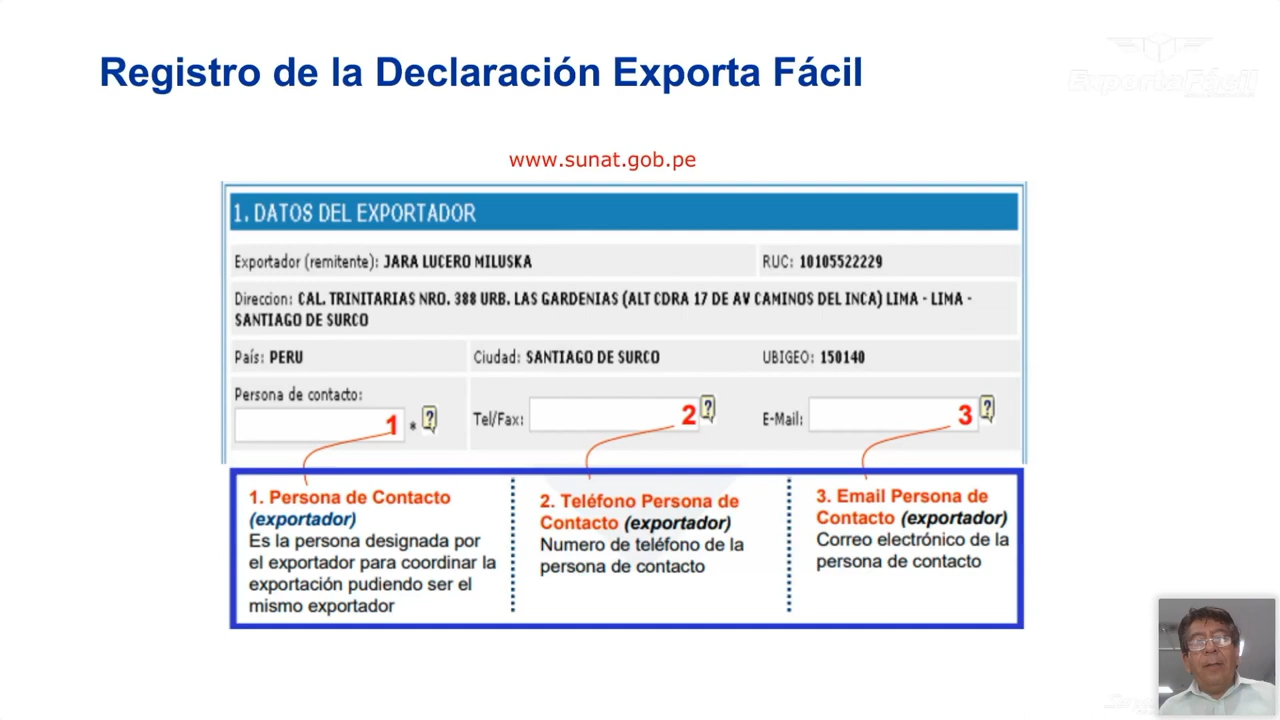 Registro de la Declaración Exporta Fácil
ExportaFácil
www.sunat.gob.pe
1. DATOS DEL EXPORTADOR
Exportador (remitente): JARA LUCERO MILUSKA
RUC: 10105522229
Direccion: CAL. TRINITARIAS NRO. 388 URB. LAS GARDENIAS (ALT CDRA 17 DE AV CAMINOS DEL INCA) LIMA - LIMA -
SANTIAGO DE SURCO
País: PERU
Ciudad: SANTIAGO DE SURCO
UBIGEO: 150140
Persona de contacto:
1 * ?
Tel/Fax: 2 ?
E-Mail: 3 ?
1. Persona de Contacto
(exportador)
Es la persona designada por
el exportador para coordinar la
exportación pudiendo ser el
mismo exportador
2. Teléfono Persona de
Contacto (exportador)
Numero de teléfono de la
persona de contacto
3. Email Persona de
Contacto (exportador)
Correo electrónico de la
persona de contacto